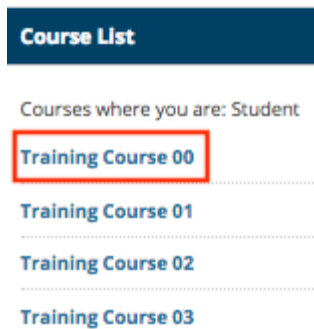 Course List
Courses where you are: Student
Training Course 00
Training Course 01
Training Course 02
Training Course 03